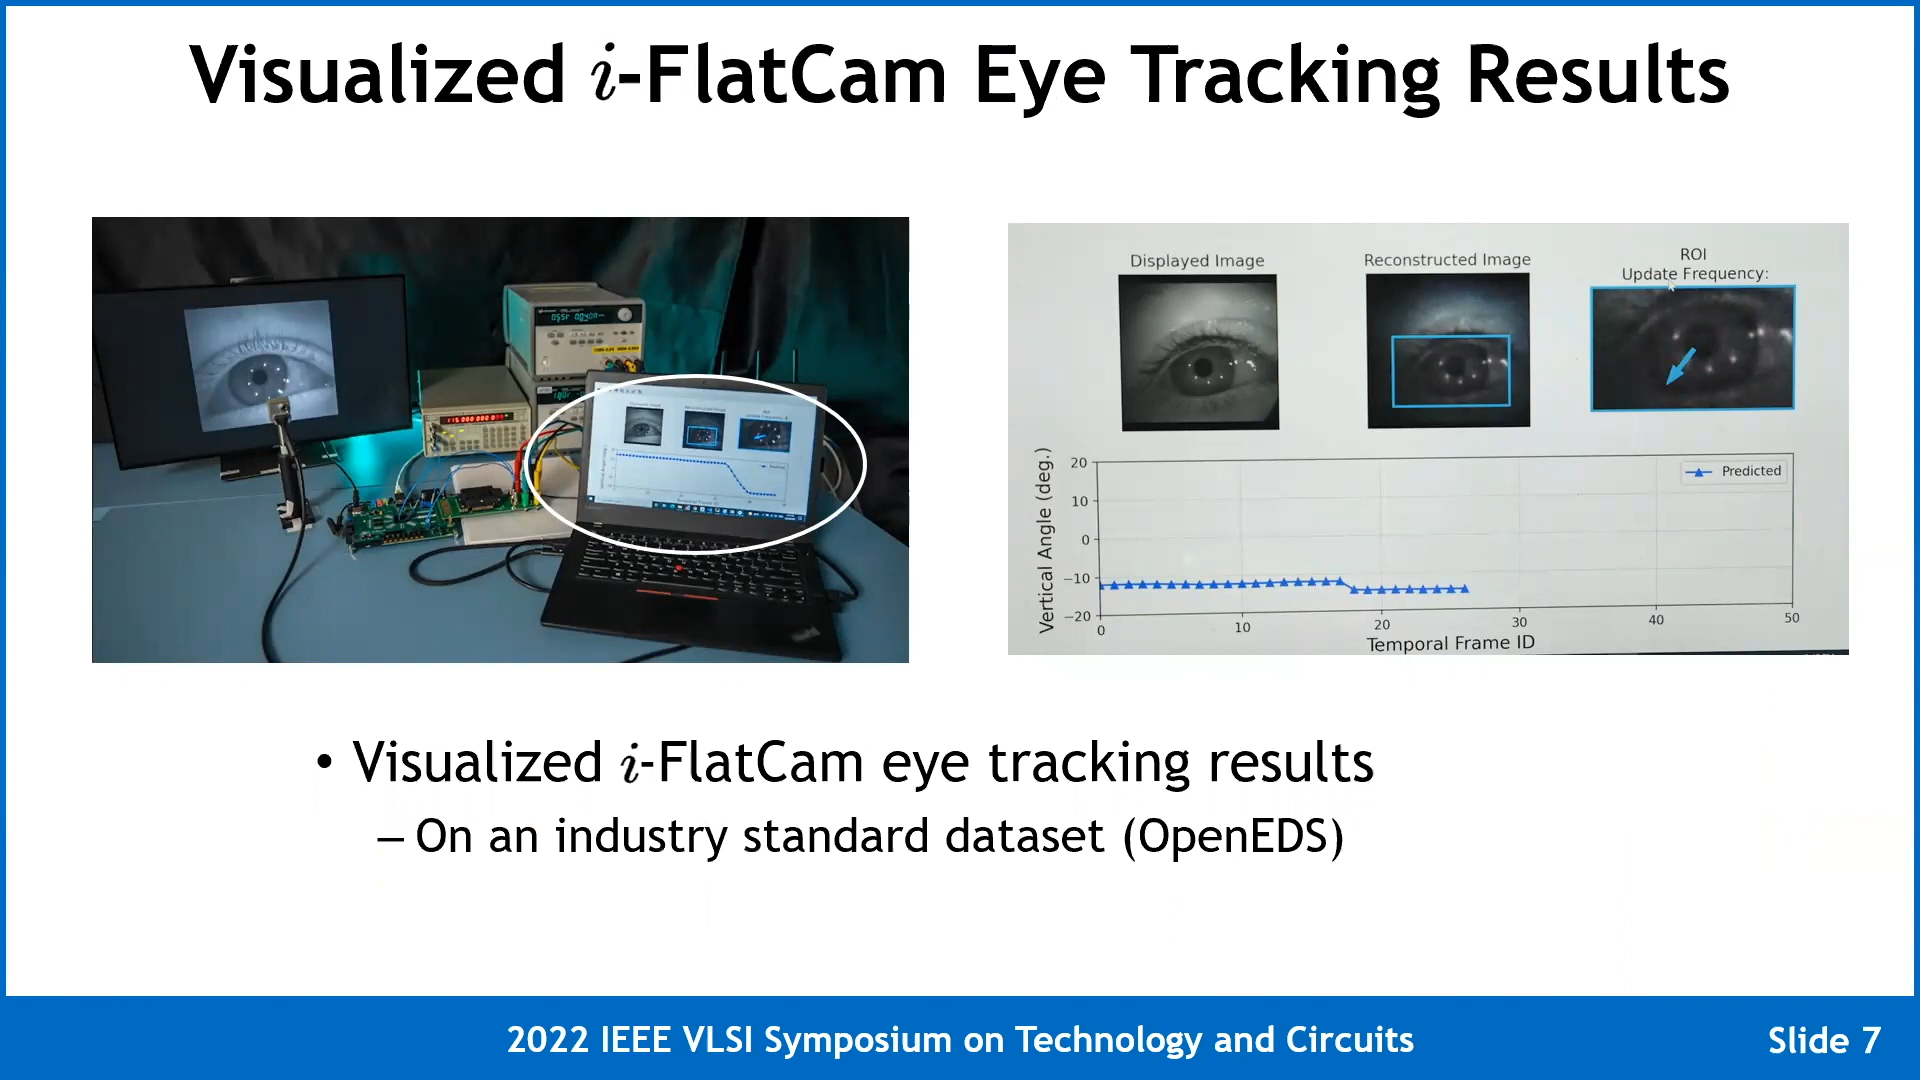 Visualized i-FlatCam Eye Tracking Results
Displayed Image
Reconstructed Image
ROI
Update Frequency:
Vertical Angle (deg.)
20
10
0
−10
−20
Predicted
0
10
20
30
40
50
Temporal Frame ID
• Visualized i-FlatCam eye tracking results
– On an industry standard dataset (OpenEDS)
2022 IEEE VLSI Symposium on Technology and Circuits
Slide 7